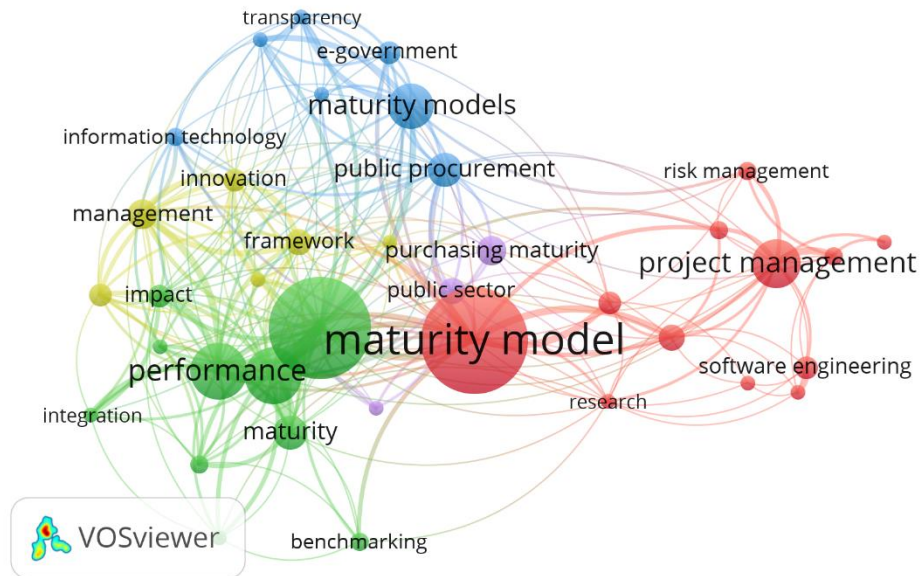 transparency
e-government
maturity models
information technology
public procurement
innovation
risk management
management
framework
purchasing maturity
project management
public sector
impact
maturity model
performance
software engineering
integration
research
maturity
benchmarking
VOSviewer